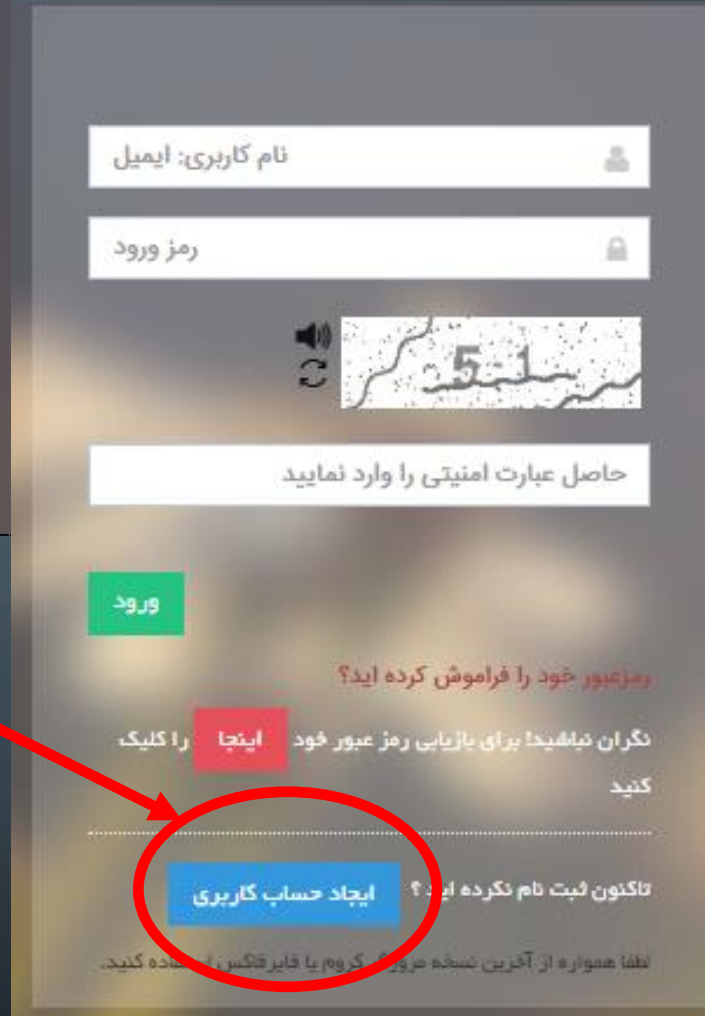 نام کاربری: ایمیل
رمز ورود
5 1
حاصل عبارت امنیتی را وارد نمایید
ورود
رمزعبور خود را فراموش کرده اید؟
نگران نباشید! برای بازیابی رمز عبور خود اینجا را کلیک
کنید
تاکنون ثبت نام نکرده اید ؟ ایجاد حساب کاربری
لطفا همواره از آخرین نسخه مرورگر کروم یا فایرفاکس استفاده کنید.